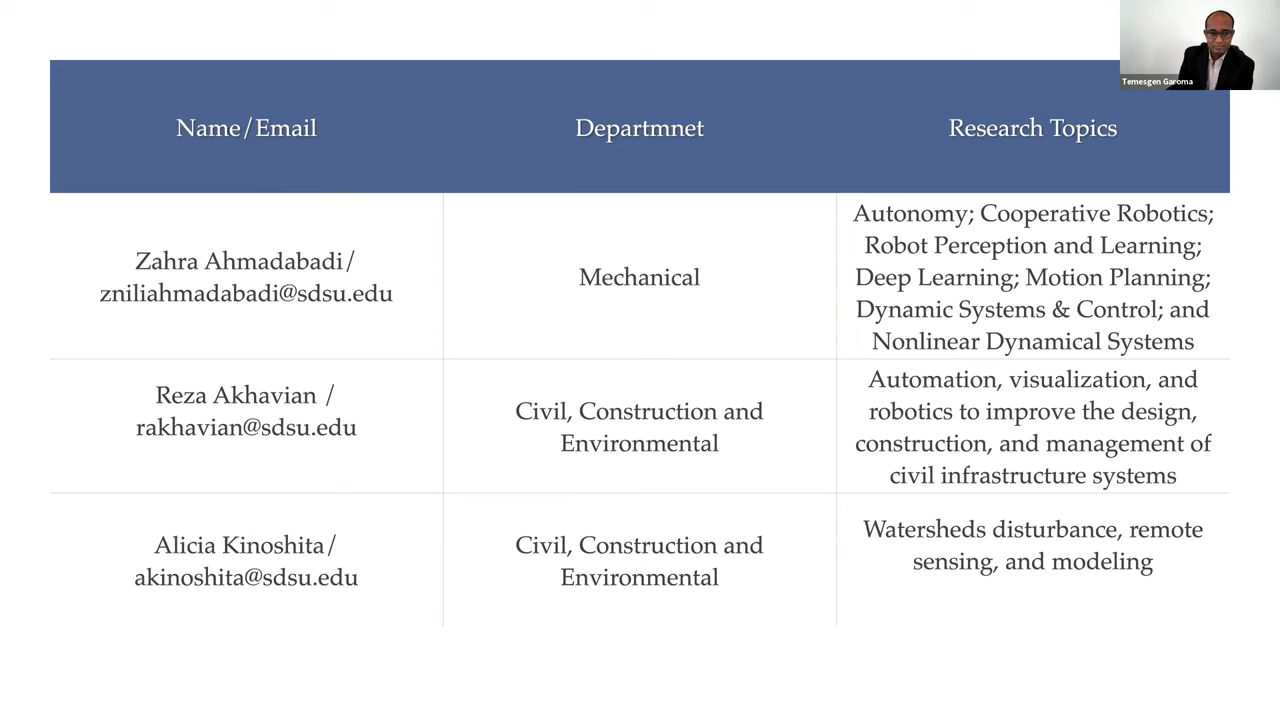 Temesgen Garoma
Name/Email
Departmnet
Research Topics
Zahra Ahmadabadi/
zniliahmadabadi@sdsu.edu
Mechanical
Autonomy; Cooperative Robotics;
Robot Perception and Learning;
Deep Learning; Motion Planning;
Dynamic Systems & Control; and
Nonlinear Dynamical Systems
Reza Akhavian /
rakhavian@sdsu.edu
Civil, Construction and
Environmental
Automation, visualization, and
robotics to improve the design,
construction, and management of
civil infrastructure systems
Alicia Kinoshita/
akinoshita@sdsu.edu
Civil, Construction and
Environmental
Watersheds disturbance, remote
sensing, and modeling